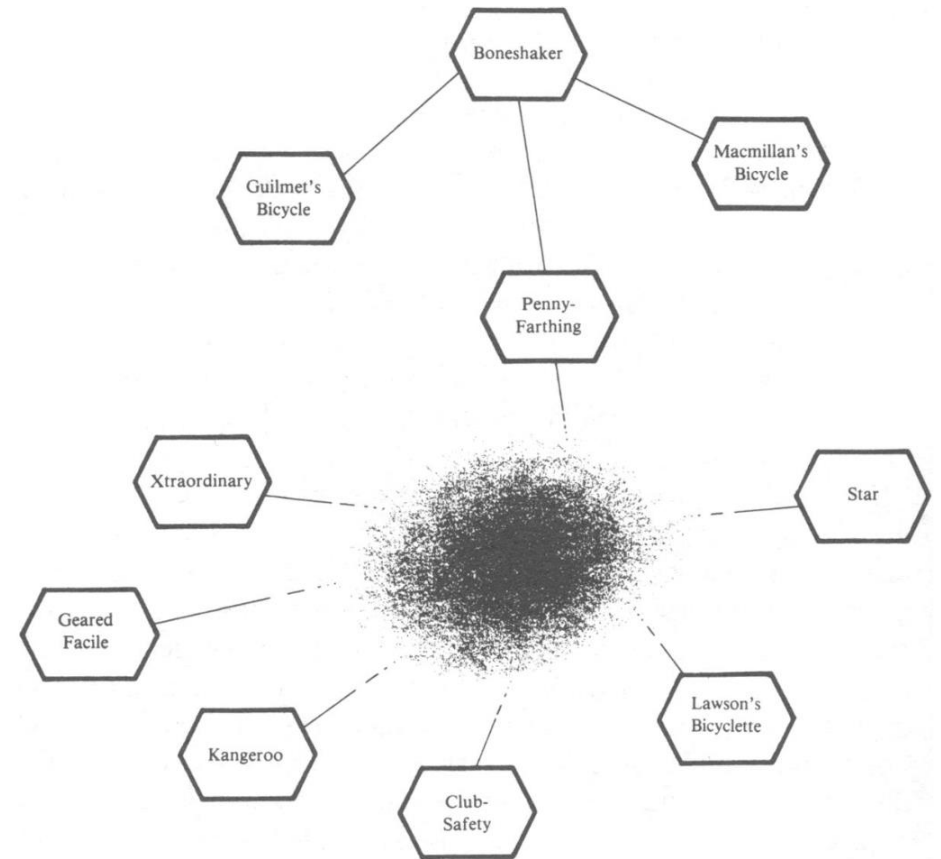 Boneshaker
Macmillan's
Bicycle
Guilmet's
Bicycle
Penny-
Farthing
Xtraordinary
Star
Geared
Facile
Lawson's
Bicyclette
Kangeroo
Club-
Safety